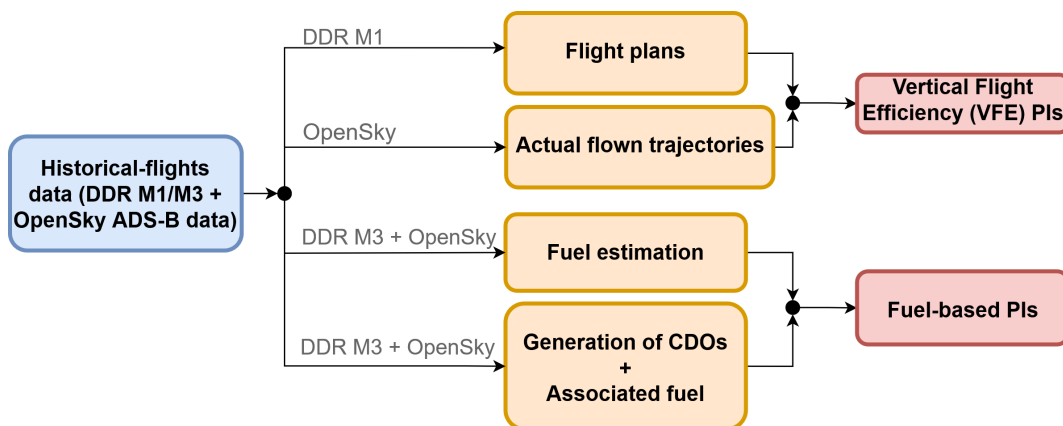 DDR M1
Flight plans
Vertical Flight
Efficiency (VFE) PIs
OpenSky
Actual flown trajectories
Historical-flights
data (DDR M1/M3 +
OpenSky ADS-B data)
DDR M3 + OpenSky
Fuel estimation
Fuel-based PIs
DDR M3 + OpenSky
Generation of CDOs
+
Associated fuel